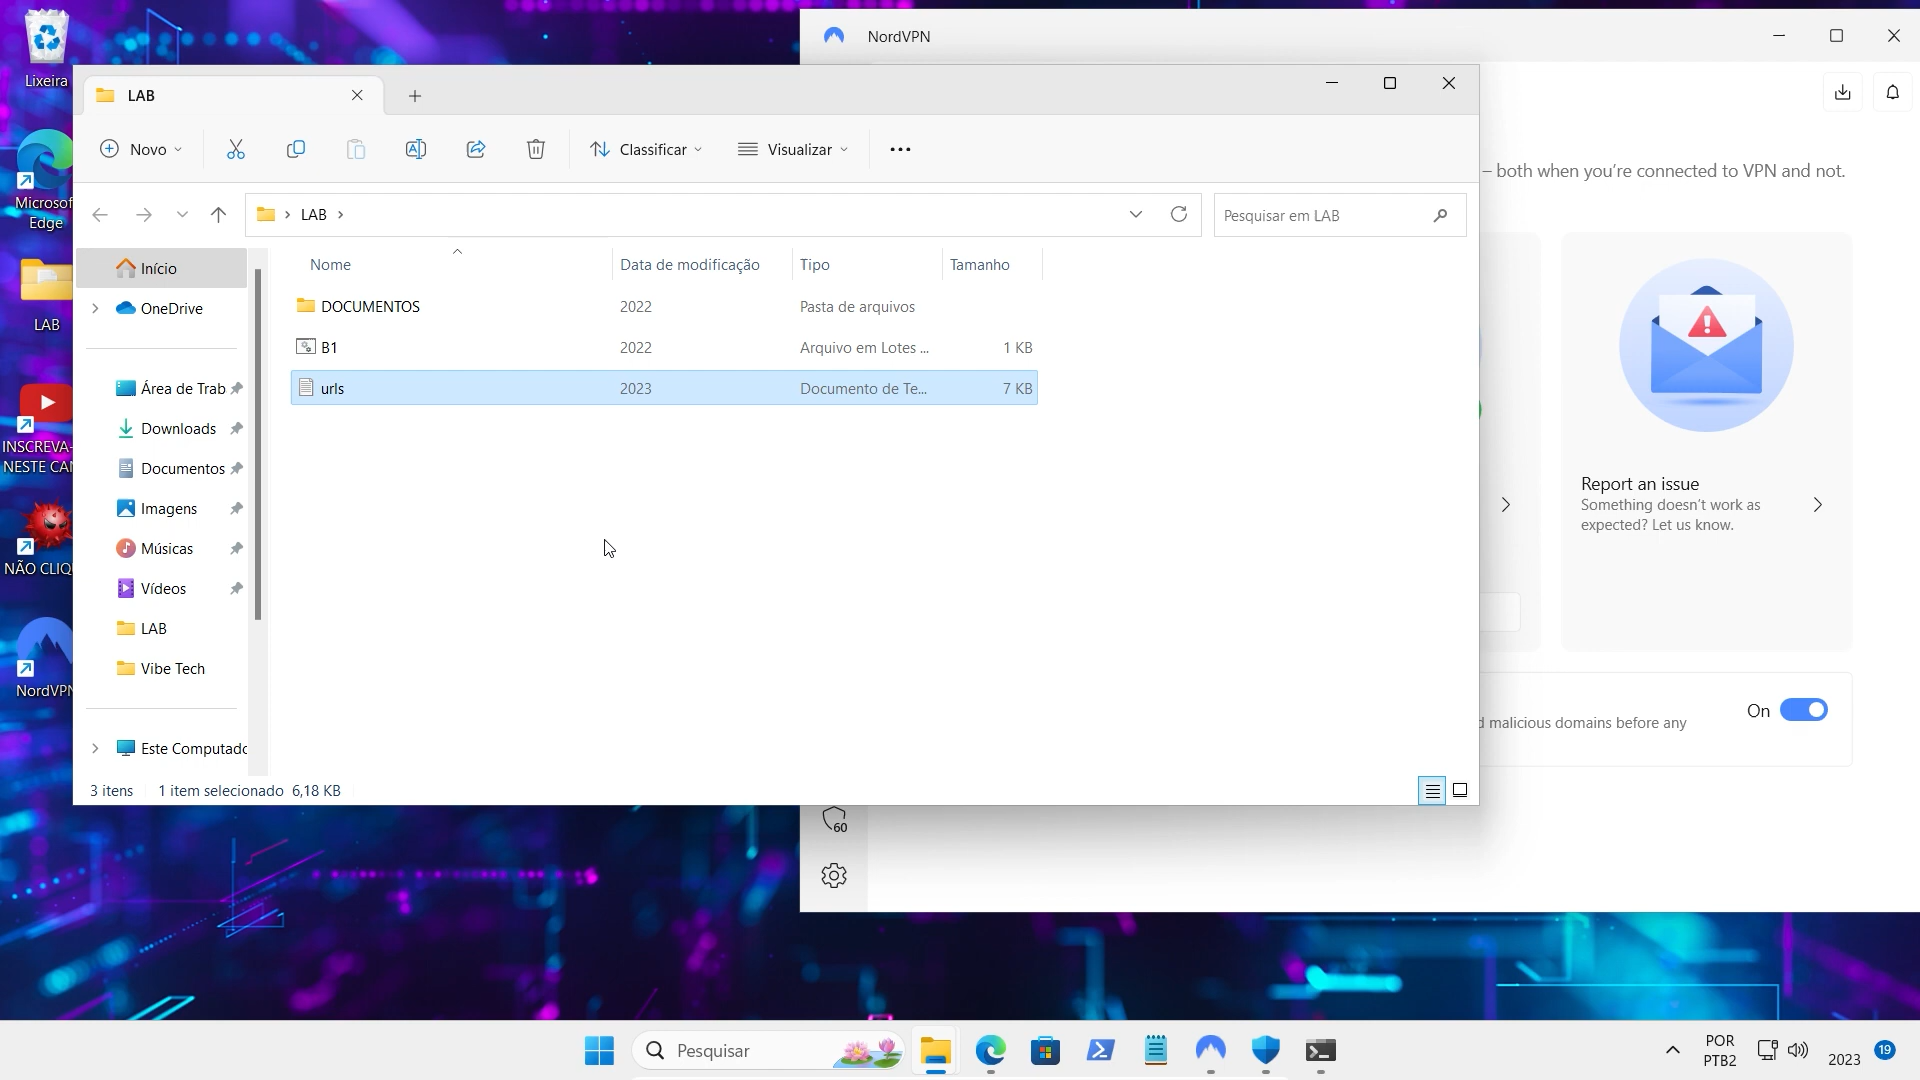 Lixeira
Microsof
Edge
LAB
INSCREVA-
NESTE CAN
NÃO CLIQU
NordVPN
NordVPN
– both when you're connected to VPN and not.
Report an issue
Something doesn't work as
expected? Let us know.
On
d malicious domains before any
60
LAB
Novo
Classificar
Visualizar
LAB
Pesquisar em LAB
Início
OneDrive
Área de Trab
Downloads
Documentos
Imagens
Músicas
Vídeos
LAB
Vibe Tech
Este Computado
Nome Data de modificação Tipo Tamanho
DOCUMENTOS 2022 Pasta de arquivos
B1 2022 Arquivo em Lotes ... 1 KB
urls 2023 Documento de Te... 7 KB
3 itens 1 item selecionado 6,18 KB
Pesquisar
POR
PTB2
2023
19